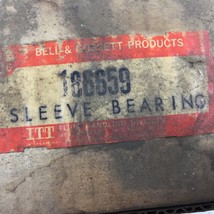 BELL & GOSSETT PRODUCTS
186659
SLEEVE BEARING
ITT